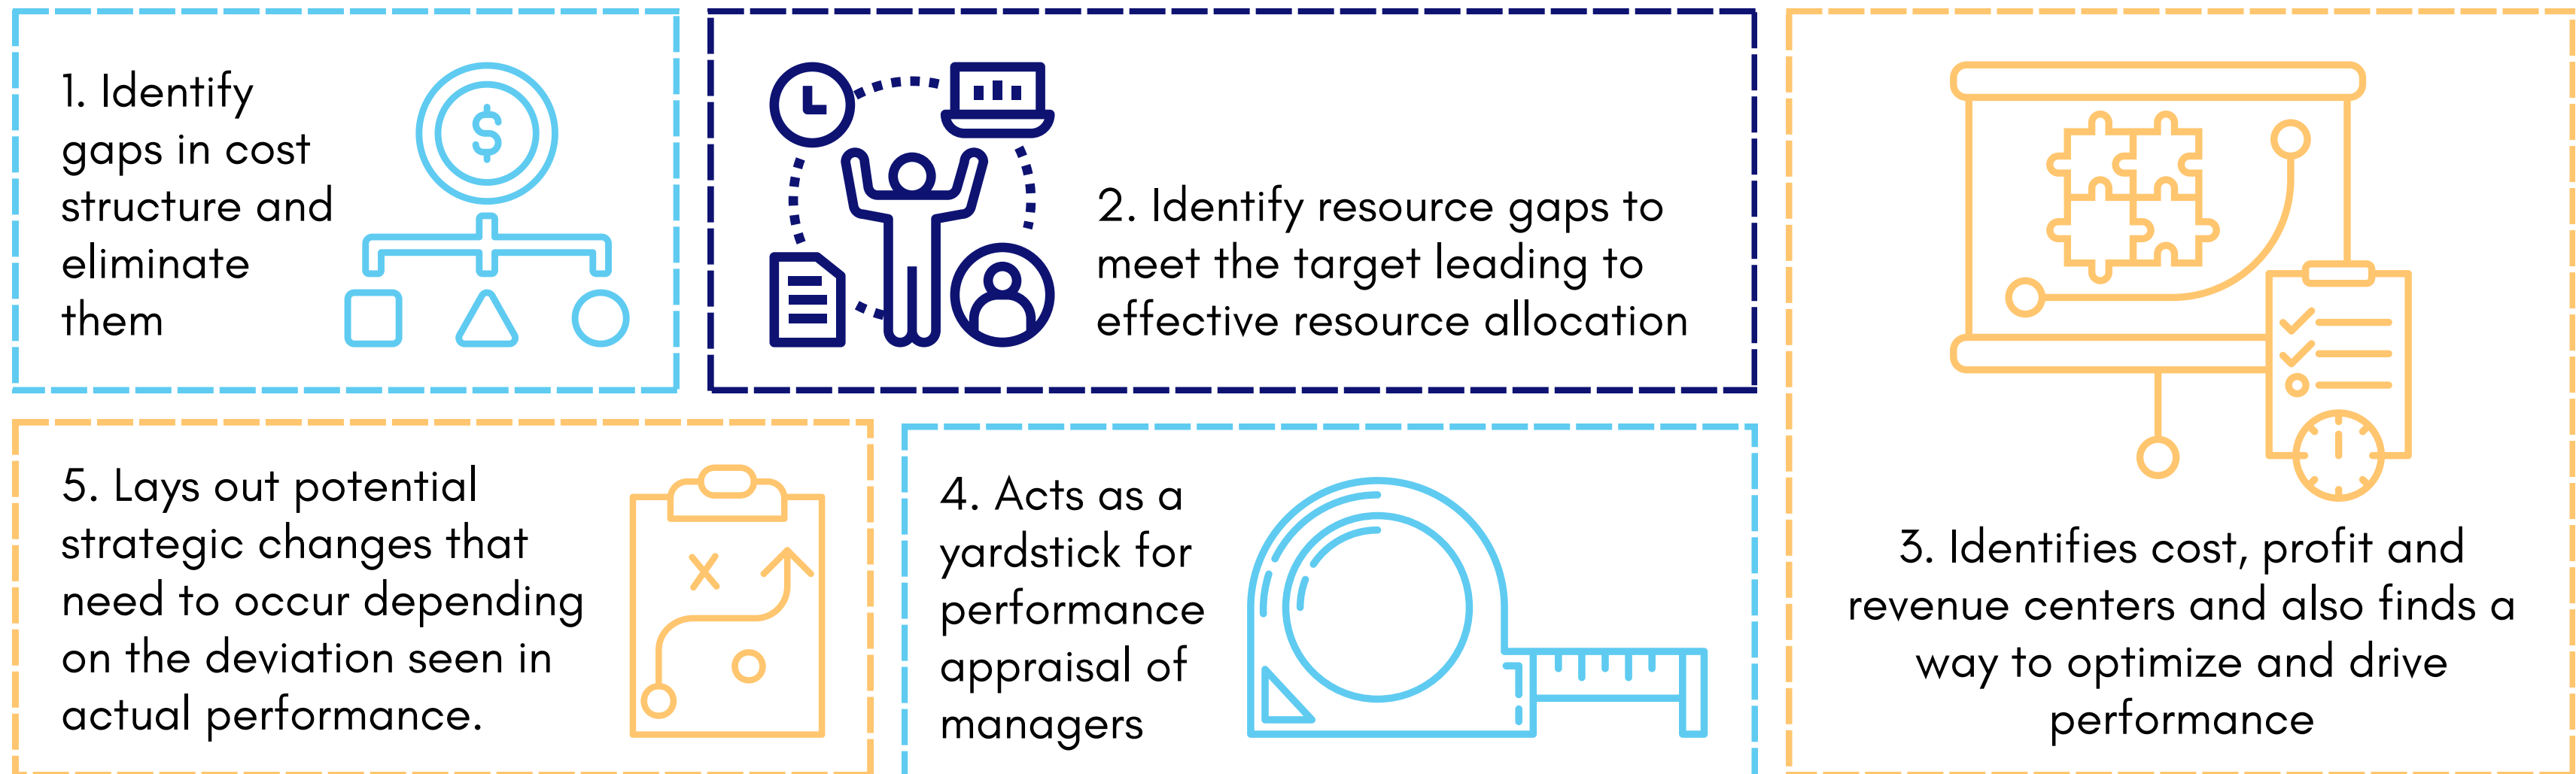 1. Identify
gaps in cost
structure and
eliminate
them
2. Identify resource gaps to
meet the target leading to
effective resource allocation
3. Identifies cost, profit and
revenue centers and also finds a
way to optimize and drive
performance
4. Acts as a
yardstick for
performance
appraisal of
managers
5. Lays out potential
strategic changes that
need to occur depending
on the deviation seen in
actual performance.